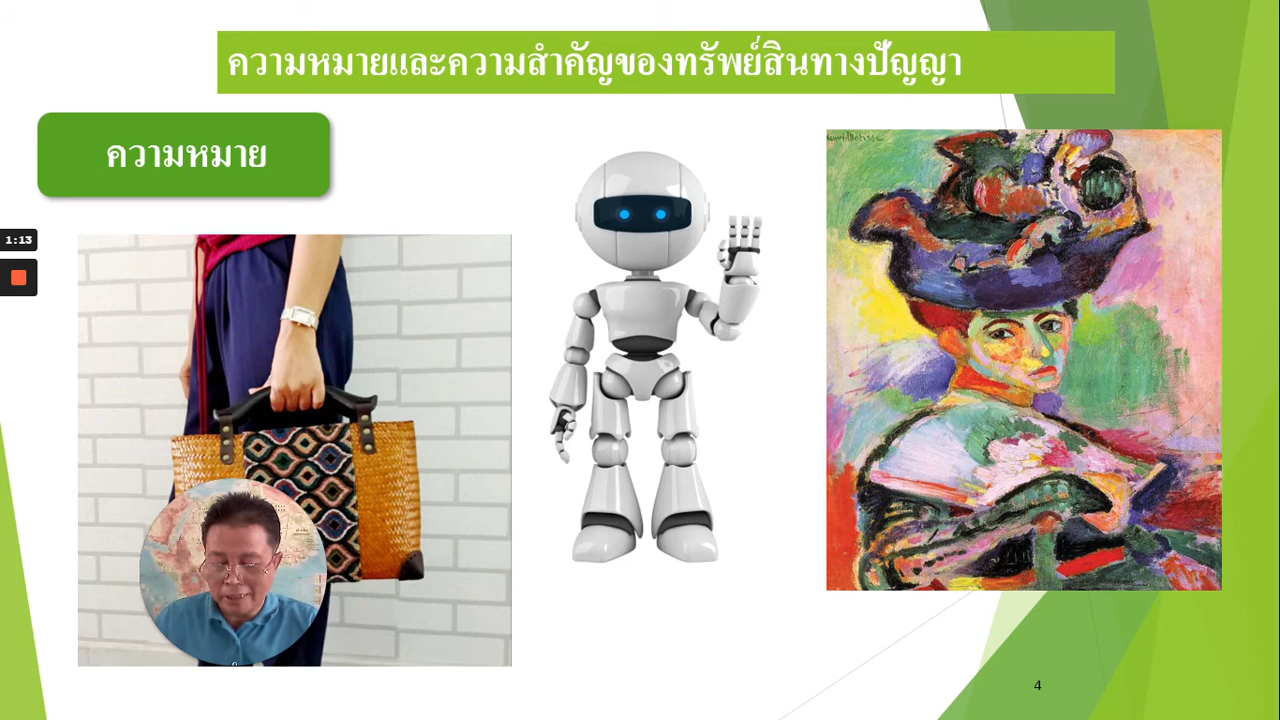 ความหมายและความสำคัญของทรัพย์สินทางปัญญา
ความหมาย
1:13
4